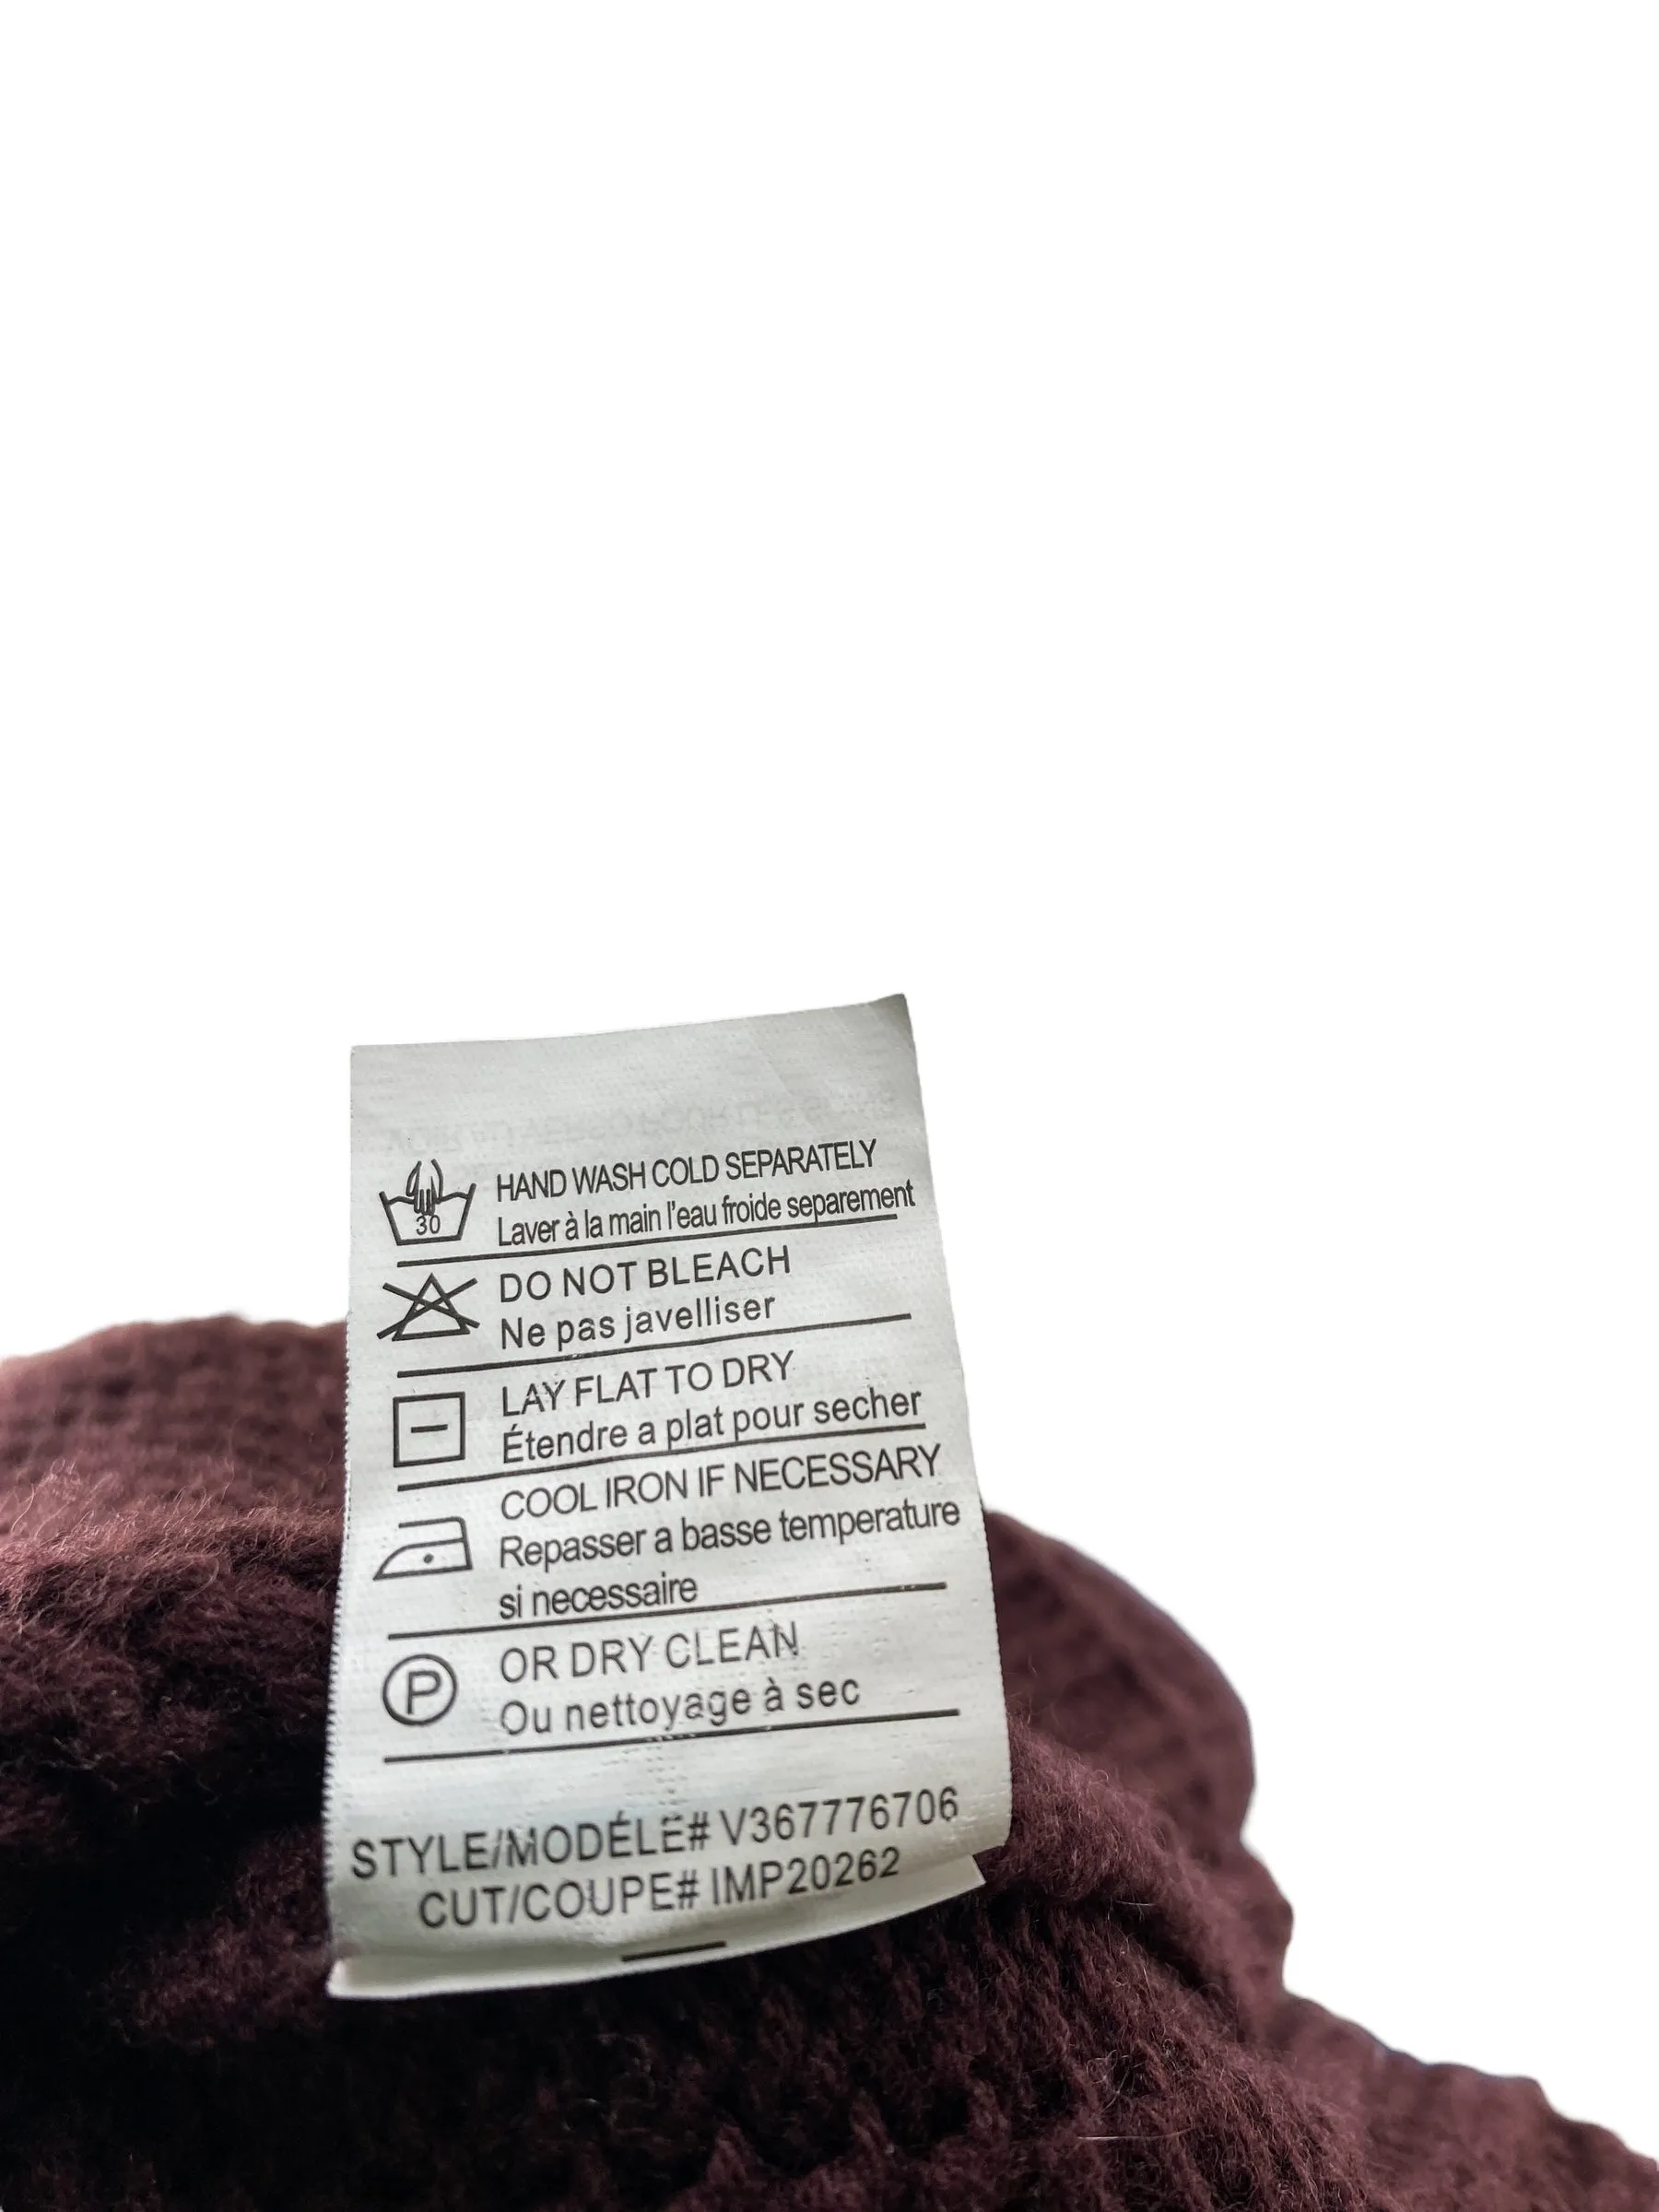 HAND WASH COLD SEPARATELY
Laver à la main l'eau froide separement
30
DO NOT BLEACH
Ne pas javelliser
LAY FLAT TO DRY
Étendre a plat pour secher
COOL IRON IF NECESSARY
Repasser a basse temperature
si necessaire
P
OR DRY CLEAN
Ou nettoyage à sec
STYLE/MODÉLE# V367776706
CUT/COUPE# IMP20262